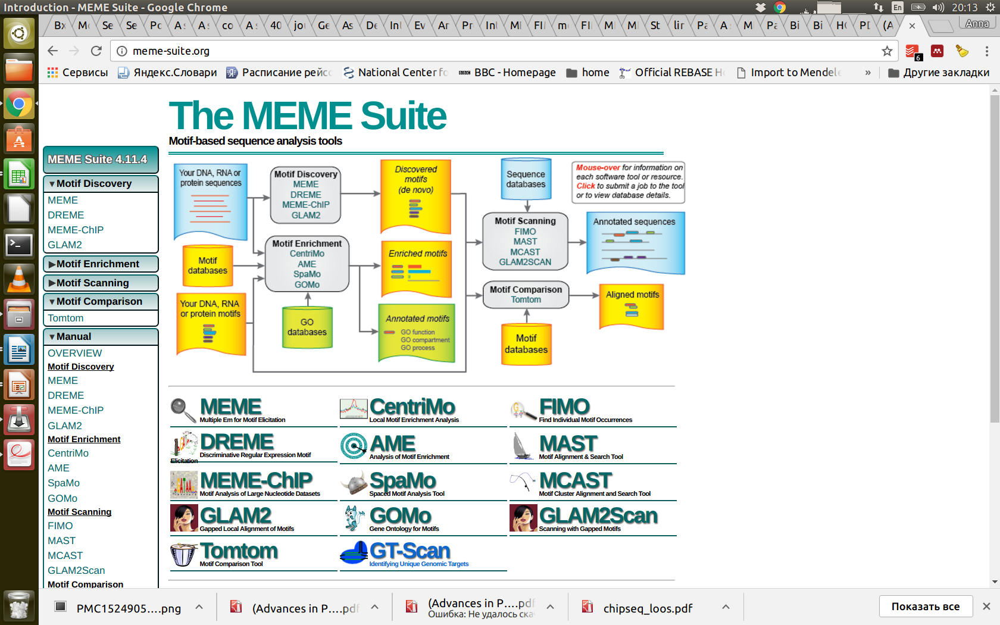 Introduction - MEME Suite - Google Chrome
En
20:13
Bx
Se
Se
Po
A
A
co
A
40
jo
Ge
As
De
Int
Ev
Ar
Pr
Int
FI
m
FI
St
lir
Pa
A
Pa
Bi
Bi
(A
Anna
meme-suite.org
6
Сервисы
Яндекс.Словари
Расписание рейс
National Center fo
BBC
BBC - Homepage
home
Official REBASE H
Import to Mendele
»
Другие закладки
The MEME Suite
Motif-based sequence analysis tools
MEME Suite 4.11.4
▼Motif Discovery
MEME
DREME
MEME-ChIP
GLAM2
▶Motif Enrichment
▶Motif Scanning
▼Motif Comparison
Tomtom
▼Manual
OVERVIEW
Motif Discovery
MEME
DREME
MEME-ChIP
GLAM2
Motif Enrichment
CentriMo
AME
SpaMo
GOMo
Motif Scanning
FIMO
MAST
MCAST
GLAM2Scan
Motif Comparison
Your DNA, RNA or
protein sequences
Motif Discovery
MEME
DREME
MEME-ChIP
GLAM2
Discovered
motifs
(de novo)
Sequence
databases
Mouse-over for information on
each software tool or resource.
Click to submit a job to the tool
or to view database details.
Motif
databases
Motif Enrichment
CentriMo
AME
SpaMo
GOMo
Enriched motifs
Motif Scanning
FIMO
MAST
MCAST
GLAM2SCAN
Annotated sequences
Your DNA, RNA
or protein motifs
GO
databases
Annotated motifs
GO function
GO compartment
GO process
Motif Comparison
Tomtom
Aligned motifs
Motif
databases
MEME
Multiple Em for Motif Elicitation
CentriMo
Local Motif Enrichment Analysis
FIMO
Find Individual Motif Occurrences
DREME
Discriminative Regular Expression Motif
Elicitation
AME
Analysis of Motif Enrichment
MAST
Motif Alignment & Search Tool
MEME-ChIP
Motif Analysis of Large Nucleotide Datasets
SpaMo
Spaced Motif Analysis Tool
MCAST
Motif Cluster Alignment and Search Tool
GLAM2
Gapped Local Alignment of Motifs
GOMo
Gene Ontology for Motifs
GLAM2Scan
Scanning with Gapped Motifs
Tomtom
Motif Comparison Tool
GT-Scan
Identifying Unique Genomic Targets
PMC1524905....png
(Advances in P....pdf
(Advances in P....pdf
Ошибка: Не удалось ска
chipseq_loos.pdf
Показать все